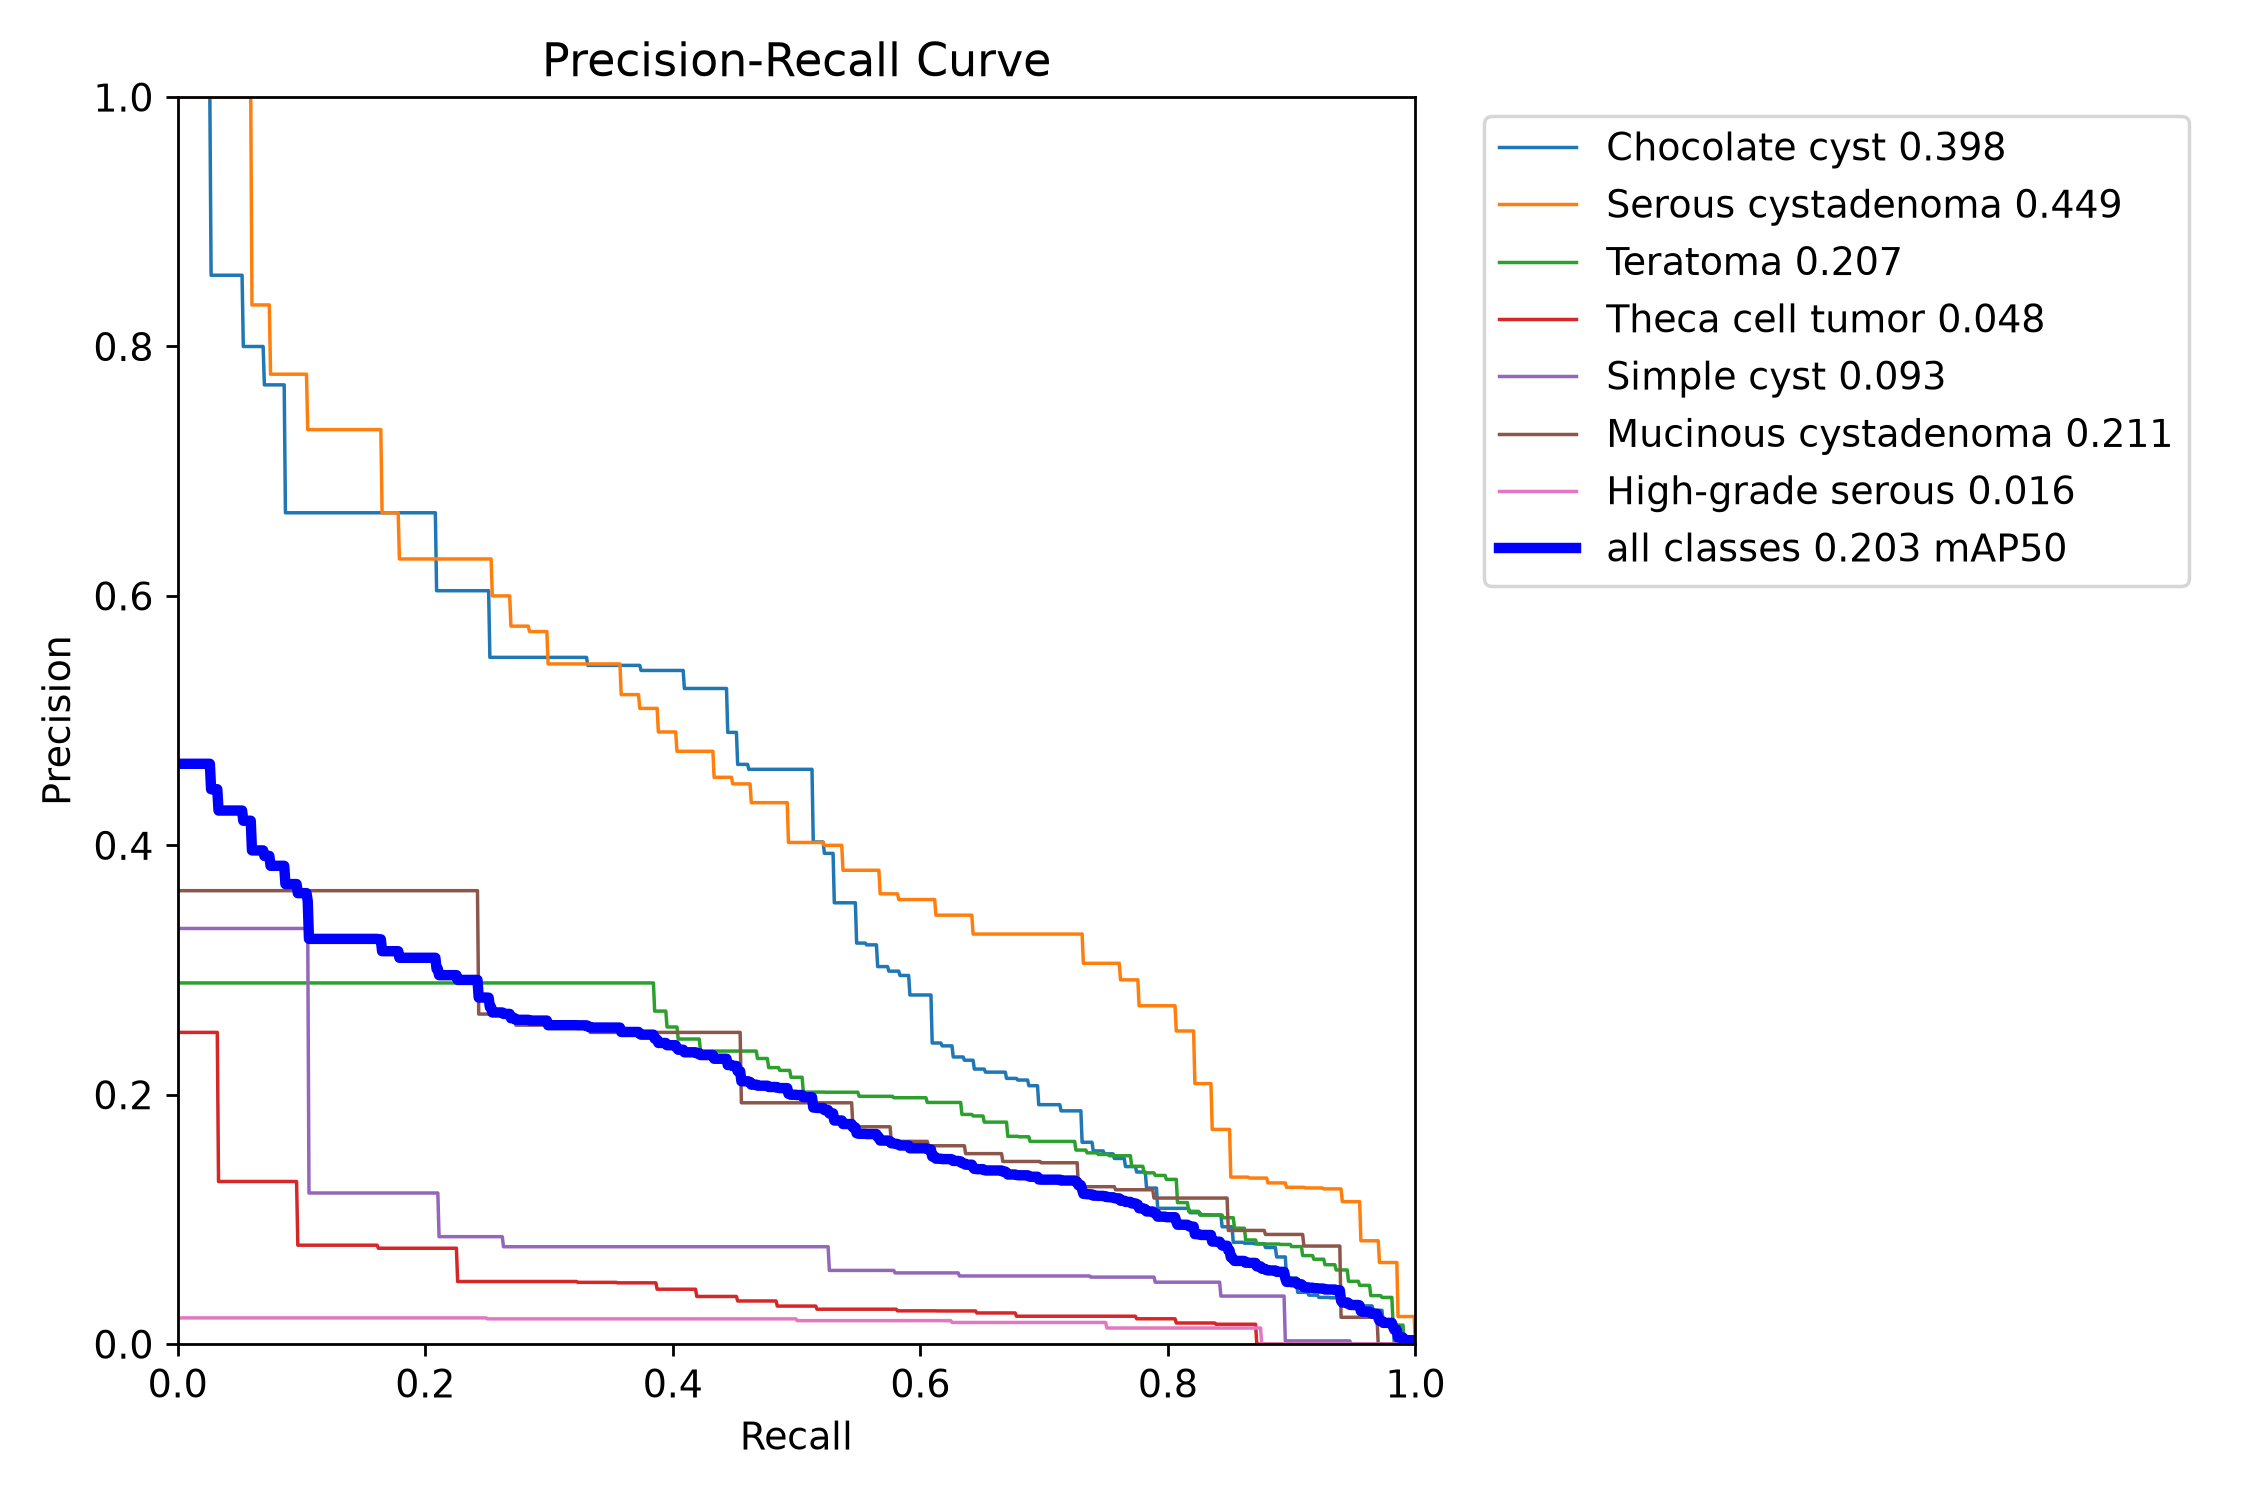 Precision-Recall Curve
1.0
0.8
0.6
0.4
0.2
0.0
Precision
0.0 0.2 0.4 0.6 0.8 1.0
Recall
Chocolate cyst 0.398
Serous cystadenoma 0.449
Teratoma 0.207
Theca cell tumor 0.048
Simple cyst 0.093
Mucinous cystadenoma 0.211
High-grade serous 0.016
all classes 0.203 mAP50